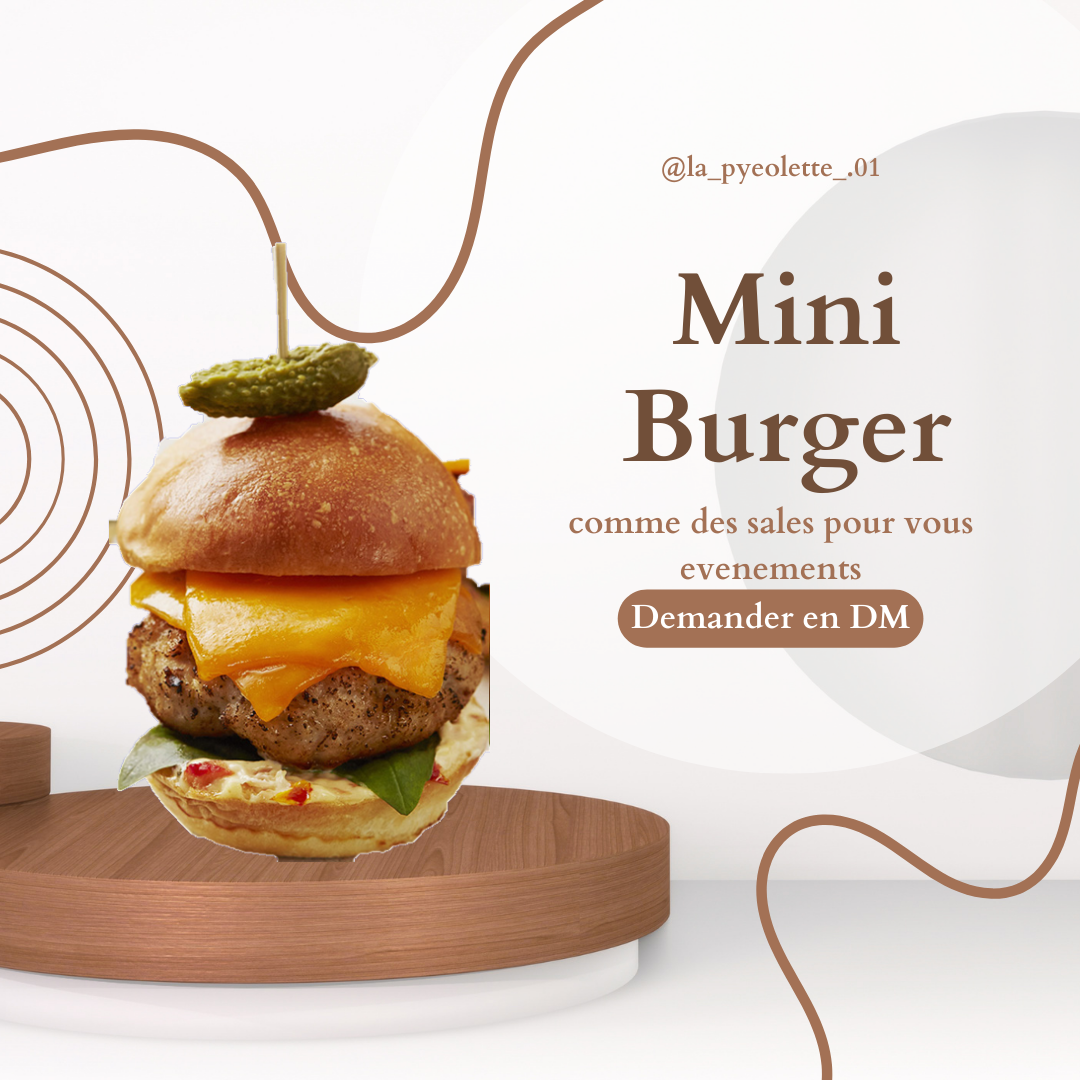 @la_pyeolette_.01
Mini
Burger
comme des sales pour vous
evenements
Demander en DM